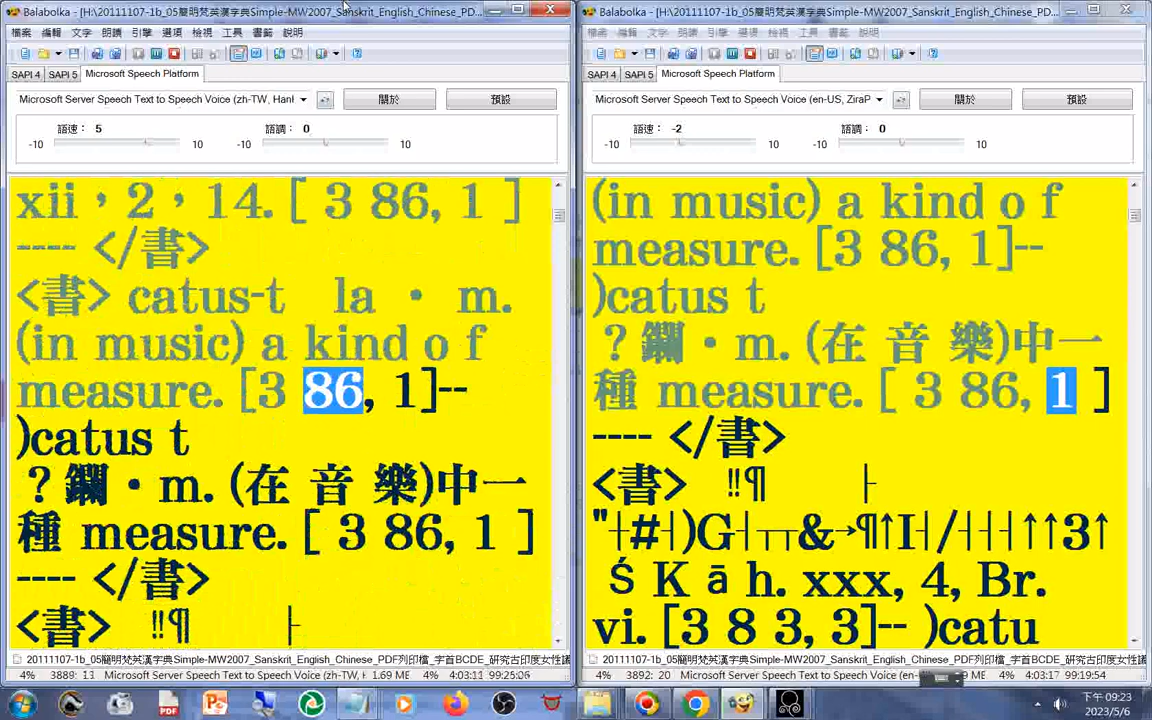 Balabolka - [H:\20111107-1b_05簡明梵英漢字典Simple-MW2007_Sanskrit_English_Chinese_PD...
檔案 編輯 文字 朗讀 引擎 選項 檢視 工具 書籤 說明
SAPI 4 SAPI 5 Microsoft Speech Platform
Microsoft Server Speech Text to Speech Voice (zh-TW, HanI 關於 預設
語速： 5 語調： 0
-10 10 -10 10
xii，2，14. [ 3 86, 1 ]
---- </書>
<書> catus-t la • m.
(in music) a kind o f
measure. [3 86, 1]--
)catus t
？鑭•m. (在 音 樂)中一
種 measure. [ 3 86, 1 ]
---- </書>
<書> ‼¶ ├
20111107-1b_05簡明梵英漢字典Simple-MW2007_Sanskrit_English_Chinese_PDF列印檔_字首BCDE_研究古印度女性議
4% 3889: 13 Microsoft Server Speech Text to Speech Voice (zh-TW, H 1.69 ME 4% 4:03:11 99:25:06
Balabolka - [H:\20111107-1b_05簡明梵英漢字典Simple-MW2007_Sanskrit_English_Chinese_PD...
檔案 編輯 文字 朗讀 引擎 選項 檢視 工具 書籤 說明
SAPI 4 SAPI 5 Microsoft Speech Platform
Microsoft Server Speech Text to Speech Voice (en-US, ZiraP 關於 預設
語速： -2 語調： 0
-10 10 -10 10
(in music) a kind o f
measure. [3 86, 1]--
)catus t
？鑭•m. (在 音 樂)中一
種 measure. [ 3 86, 1 ]
---- </書>
<書> ‼¶ ├
"┼#┤)G┤┬┬&→¶↑I┤/┤┤┤↑↑3↑
Ś K ā h. xxx, 4, Br.
vi. [3 8 3, 3]-- )catu
20111107-1b_05簡明梵英漢字典Simple-MW2007_Sanskrit_English_Chinese_PDF列印檔_字首BCDE_研究古印度女性議
4% 3892: 20 Microsoft Server Speech Text to Speech Voice (en-US, Z 9 ME 4% 4:03:17 99:19:54
下午 09:23
2023/5/6